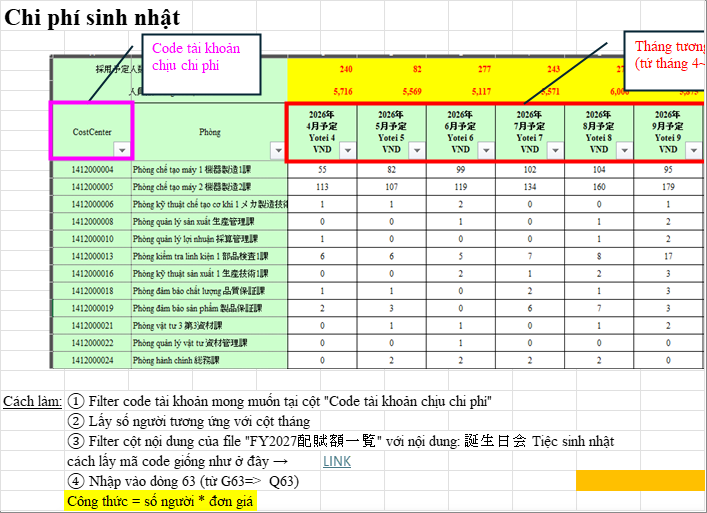 Chi phí sinh nhật
Code tài khoản
chịu chi phí
Tháng tương
(từ tháng 4~
採用予定人
240 82 277 243
5,716 5,569 5,117 5,571
CostCenter Phòng
2026年 2026年 2026年 2026年 2026年 2026年
4月予定 5月予定 6月予定 7月予定 8月予定 9月予定
Yotei 4 Yotei 5 Yotei 6 Yotei 7 Yotei 8 Yotei 9
VND VND VND VND VND VND
1412000004 Phòng chế tạo máy 1 機器製造1課 55 82 99 102 104 95
1412000005 Phòng chế tạo máy 2 機器製造2課 113 107 119 134 160 179
1412000006 Phòng kỹ thuật chế tạo cơ khí 1 メカ製造技術 1 1 2 0 0 1
1412000008 Phòng quản lý sản xuất 生産管理課 0 0 1 0 1 2
1412000010 Phòng quản lý lợi nhuận 採算管理課 1 0 0 0 1 2
1412000013 Phòng kiểm tra linh kiện 1 部品検査1課 6 6 5 7 8 17
1412000016 Phòng kỹ thuật sản xuất 1 生産技術1課 0 0 2 1 2 3
1412000018 Phòng đảm bảo chất lượng 品質保証課 1 1 0 2 1 3
1412000019 Phòng đảm bảo sản phẩm 製品保証課 2 3 0 6 7 3
1412000021 Phòng vật tư 3 第3資材課 0 1 1 0 1 2
1412000022 Phòng quản lý vật tư 資材管理課 0 0 1 0 0 0
1412000024 Phòng hành chính 総務課 0 2 2 2 2 0
Cách làm: ① Filter code tài khoản mong muốn tại cột "Code tài khoản chịu chi phí"
② Lấy số người tương ứng với cột tháng
③ Filter cột nội dung của file "FY2027配賦額一覧" với nội dung: 誕生日会 Tiệc sinh nhật
cách lấy mã code giống như ở đây → LINK
④ Nhập vào dòng 63 (từ G63=> Q63)
Công thức = số người * đơn giá